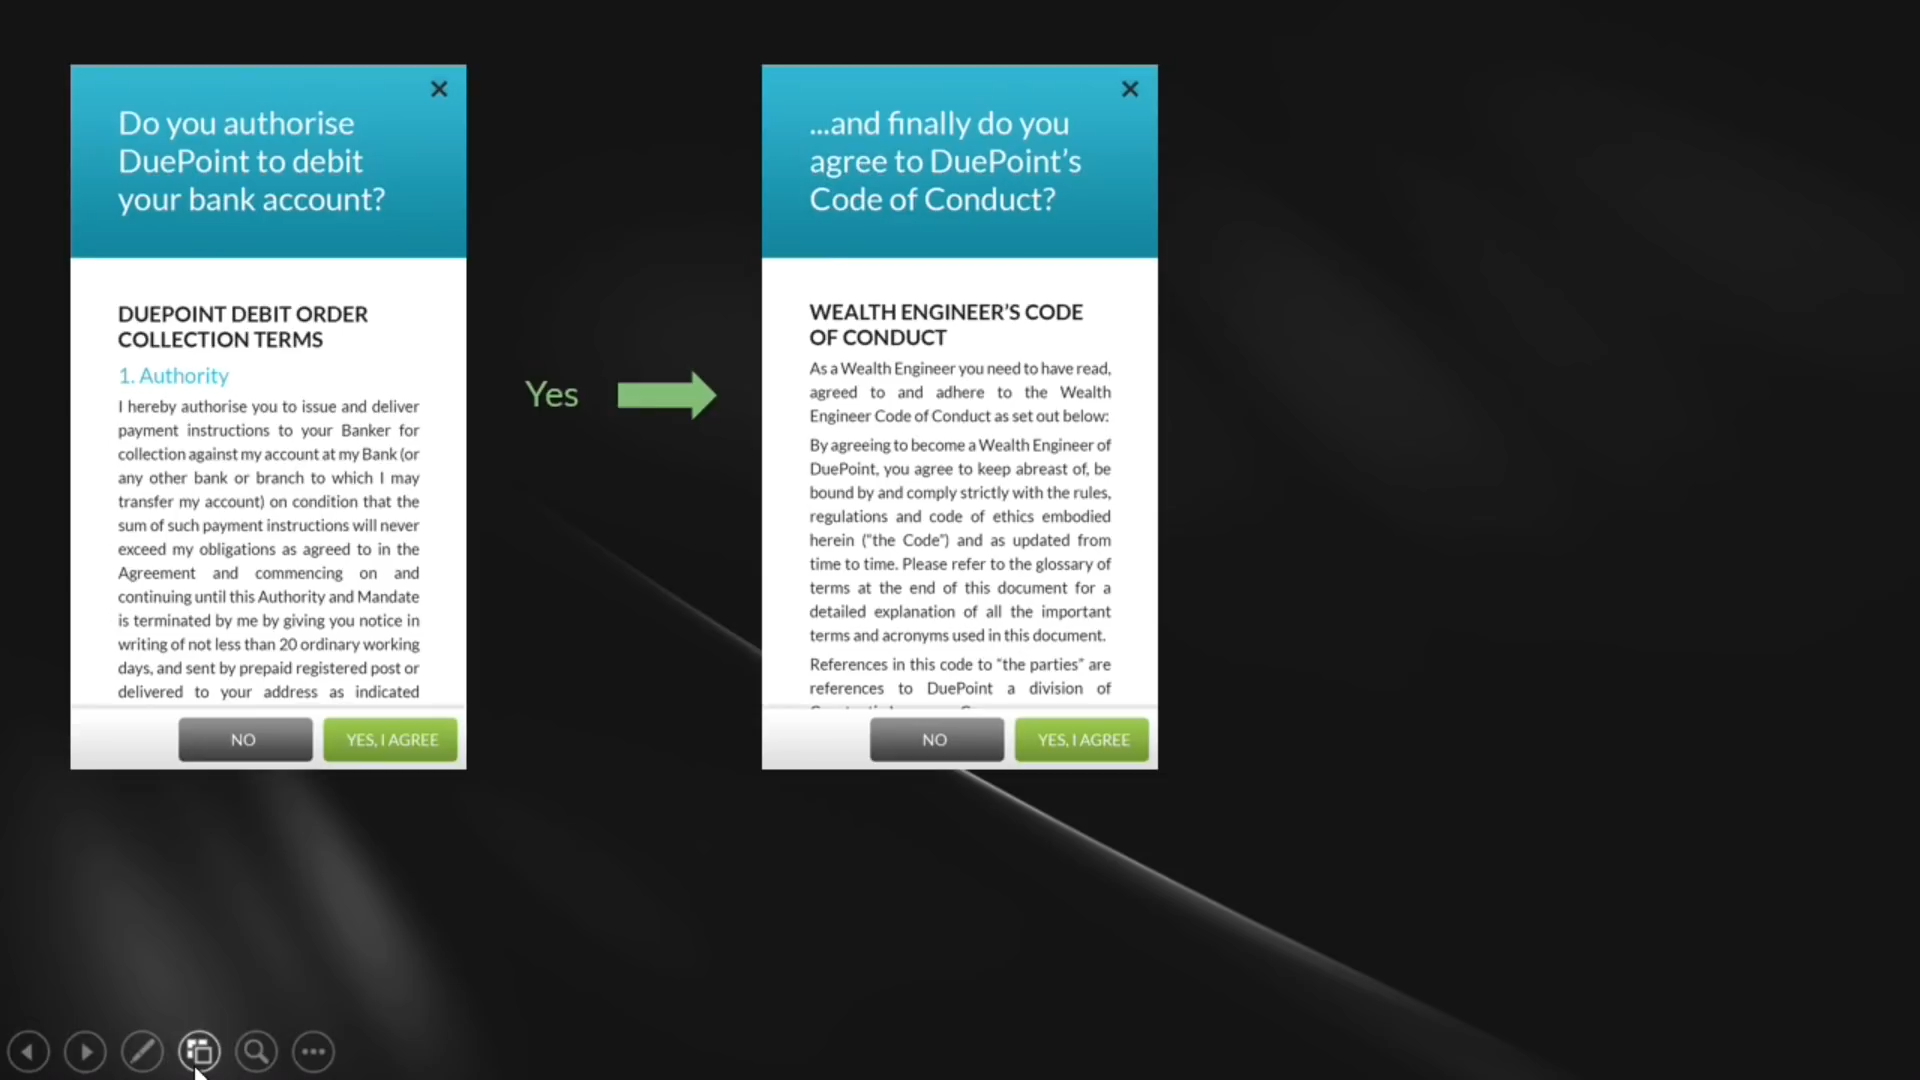 Do you authorise
DuePoint to debit
your bank account?
DUEPOINT DEBIT ORDER
COLLECTION TERMS
1. Authority
I hereby authorise you to issue and deliver
payment instructions to your Banker for
collection against my account at my Bank (or
any other bank or branch to which I may
transfer my account) on condition that the
sum of such payment instructions will never
exceed my obligations as agreed to in the
Agreement and commencing on and
continuing until this Authority and Mandate
is terminated by me by giving you notice in
writing of not less than 20 ordinary working
days, and sent by prepaid registered post or
delivered to your address as indicated
NO
YES, I AGREE
Yes
...and finally do you
agree to DuePoint's
Code of Conduct?
WEALTH ENGINEER'S CODE
OF CONDUCT
As a Wealth Engineer you need to have read,
agreed to and adhere to the Wealth
Engineer Code of Conduct as set out below:
By agreeing to become a Wealth Engineer of
DuePoint, you agree to keep abreast of, be
bound by and comply strictly with the rules,
regulations and code of ethics embodied
herein ("the Code") and as updated from
time to time. Please refer to the glossary of
terms at the end of this document for a
detailed explanation of all the important
terms and acronyms used in this document.
References in this code to "the parties" are
references to DuePoint a division of
NO
YES, I AGREE